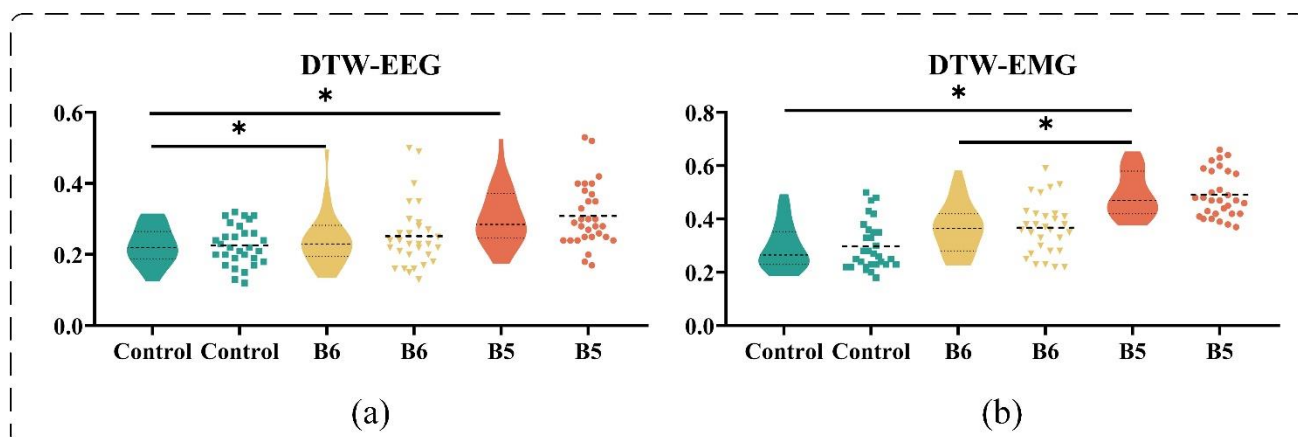 DTW-EEG
*
*
0.6
0.4
0.2
0.0
Control Control B6 B6 B5 B5
(a)
DTW-EMG
*
*
0.8
0.6
0.4
0.2
0.0
Control Control B6 B6 B5 B5
(b)